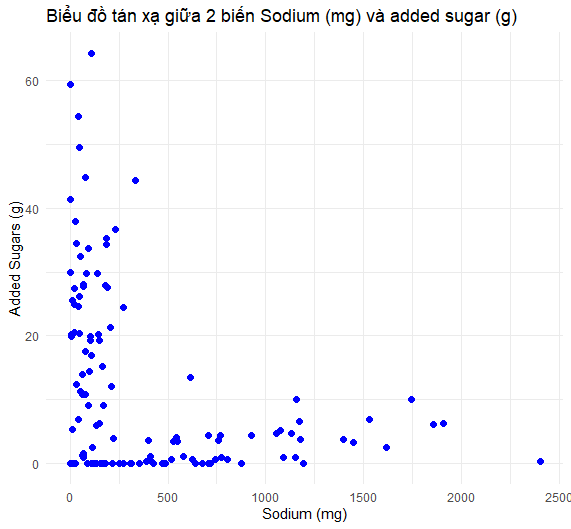 Biểu đồ tán xạ giữa 2 biến Sodium (mg) và added sugar (g)
60
40
20
0
Added Sugars (g)
0 500 1000 1500 2000 2500
Sodium (mg)